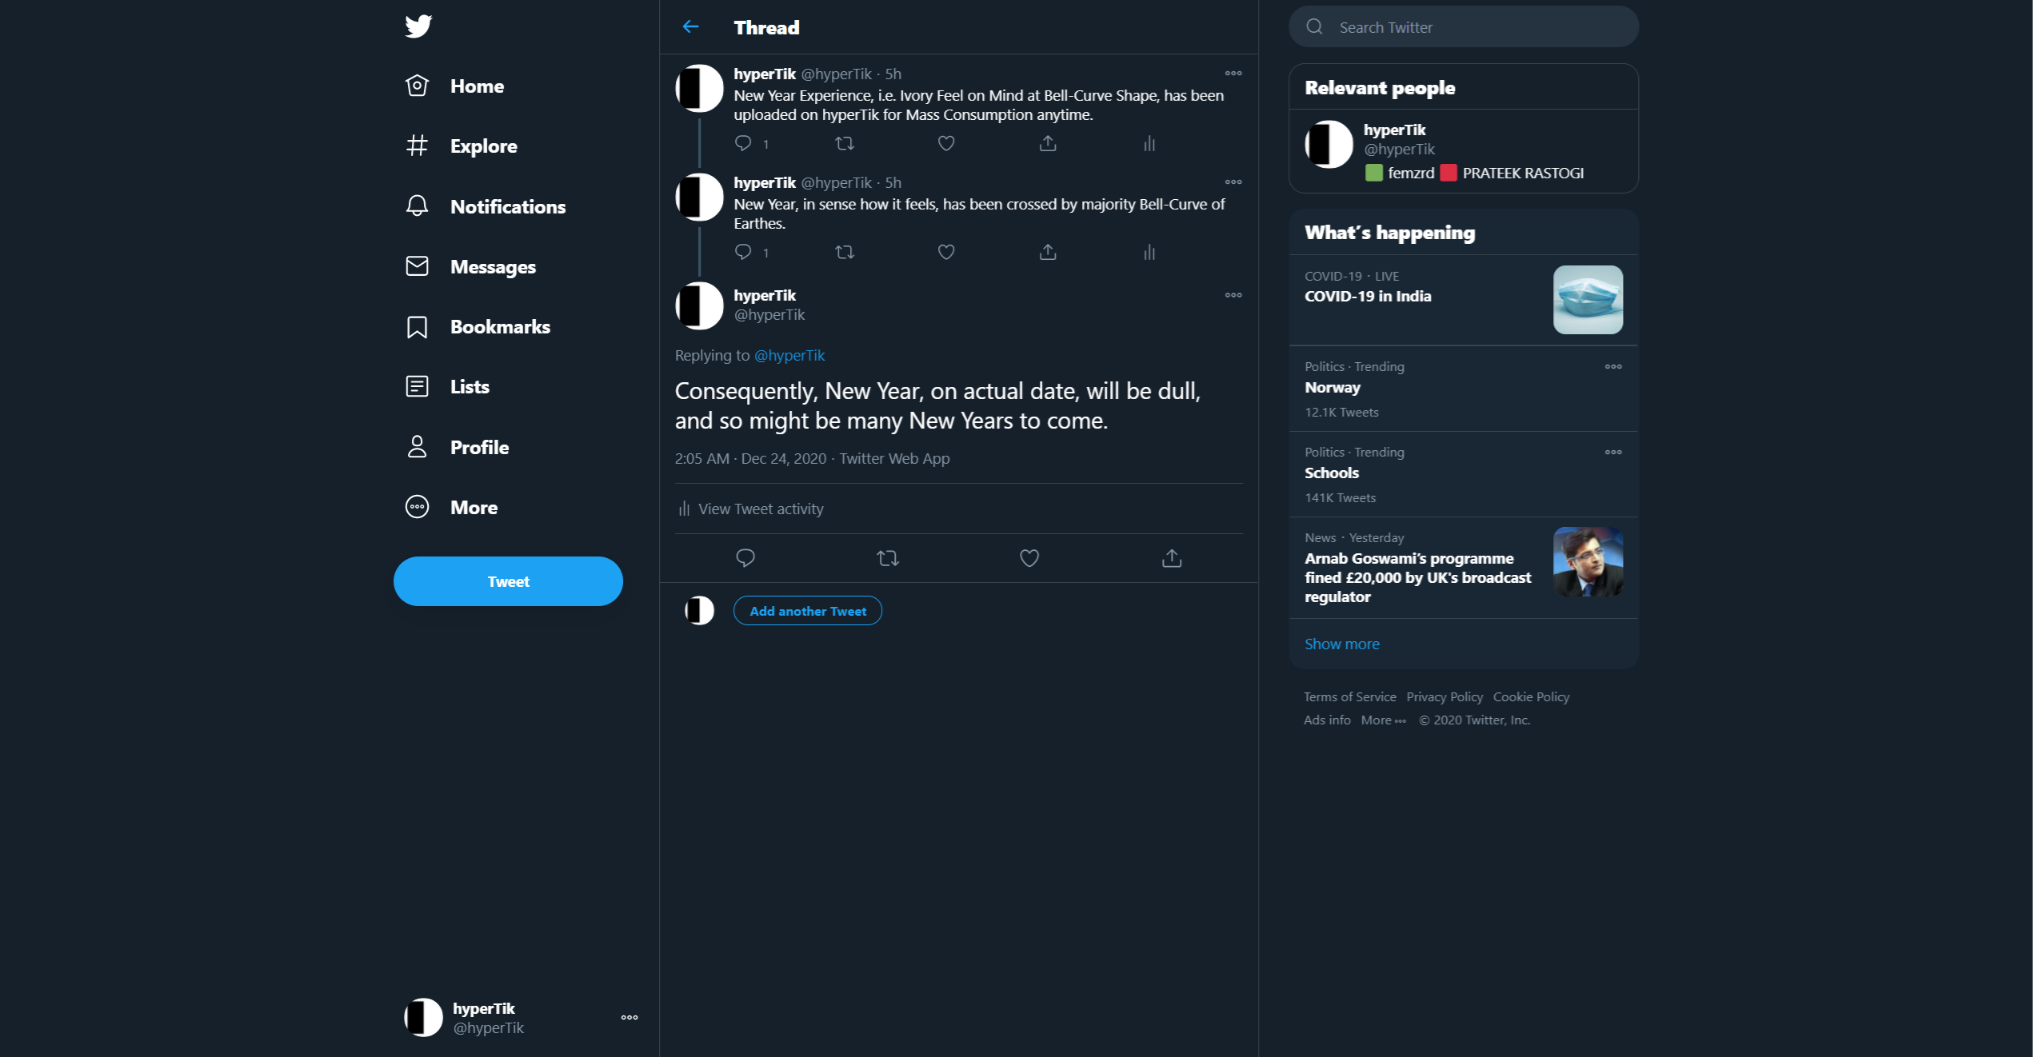 Home
Explore
Notifications
Messages
Bookmarks
Lists
Profile
More
Tweet
hyperTik
@hyperTik
Thread
hyperTik @hyperTik · 5h
New Year Experience, i.e. Ivory Feel on Mind at Bell-Curve Shape, has been
uploaded on hyperTik for Mass Consumption anytime.
1
hyperTik @hyperTik · 5h
New Year, in sense how it feels, has been crossed by majority Bell-Curve of
Earthes.
1
hyperTik
@hyperTik
Replying to @hyperTik
Consequently, New Year, on actual date, will be dull,
and so might be many New Years to come.
2:05 AM · Dec 24, 2020 · Twitter Web App
View Tweet activity
Add another Tweet
Search Twitter
Relevant people
hyperTik
@hyperTik
femzrd PRATEEK RASTOGI
What's happening
COVID-19 · LIVE
COVID-19 in India
Politics · Trending
Norway
12.1K Tweets
Politics · Trending
Schools
141K Tweets
News · Yesterday
Arnab Goswami's programme
fined £20,000 by UK's broadcast
regulator
Show more
Terms of Service Privacy Policy Cookie Policy
Ads info More © 2020 Twitter, Inc.